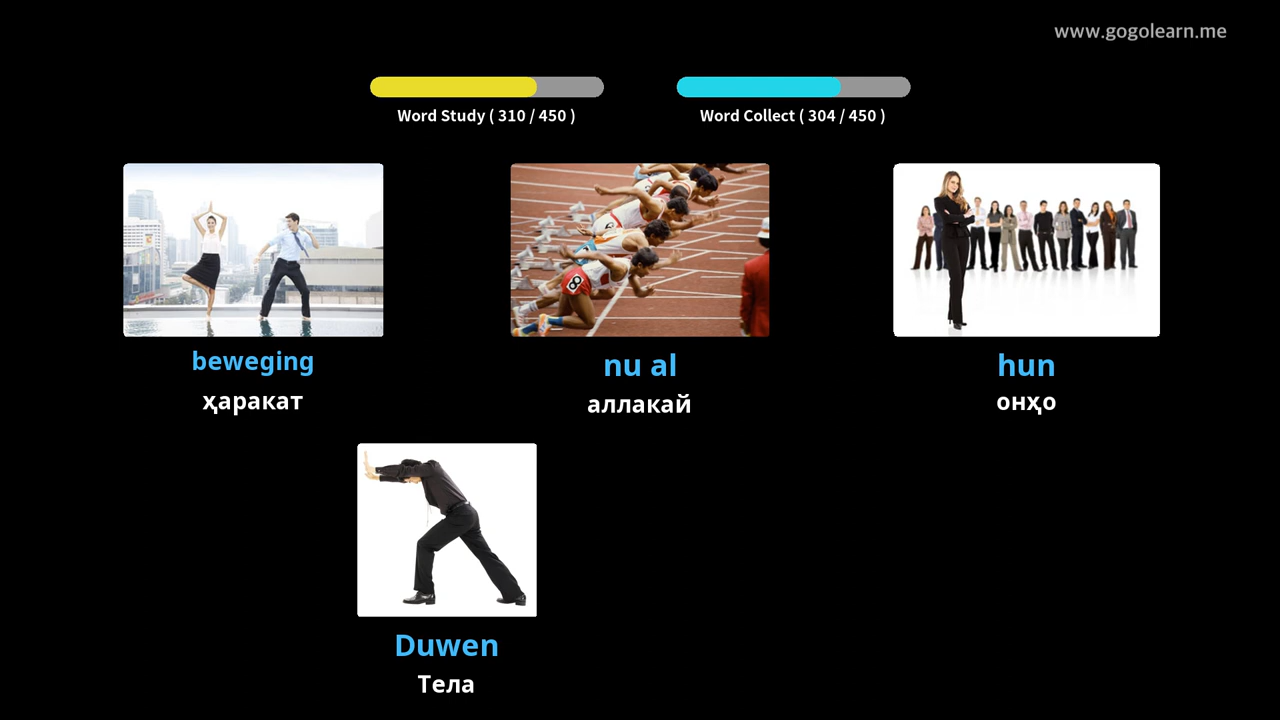 www.gogolearn.me
Word Study ( 310 / 450 )
Word Collect ( 304 / 450 )
beweging
ҳаракат
nu al
аллакай
hun
онҳо
Duwen
Тела